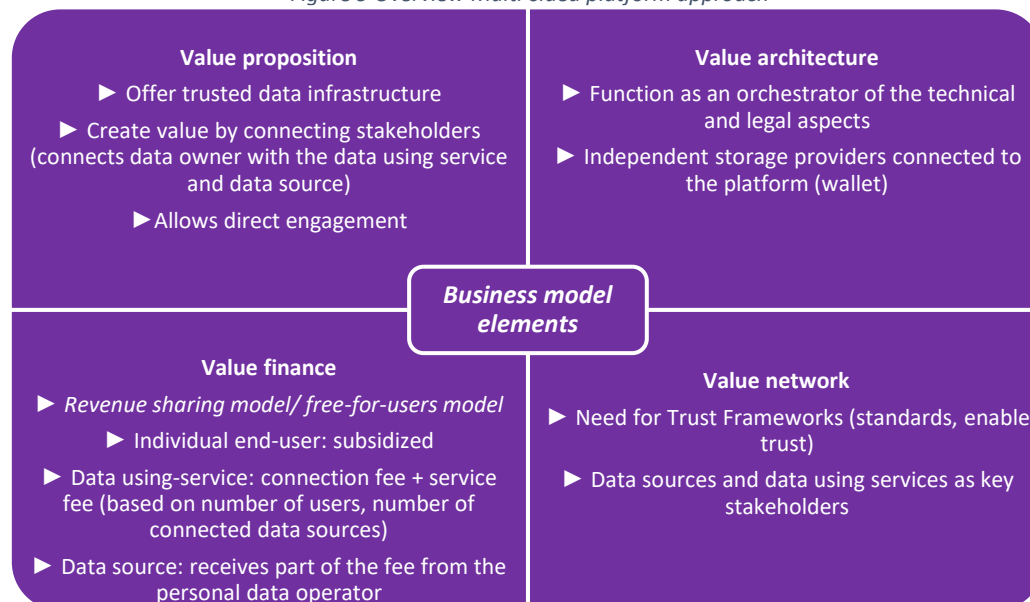 Figure 3 Overview multi-sided platform approach
Value proposition
► Offer trusted data infrastructure
► Create value by connecting stakeholders
(connects data owner with the data using service
and data source)
►Allows direct engagement
Value architecture
► Function as an orchestrator of the technical
and legal aspects
► Independent storage providers connected to
the platform (wallet)
Business model
elements
Value finance
► Revenue sharing model/ free-for-users model
► Individual end-user: subsidized
► Data using-service: connection fee + service
fee (based on number of users, number of
connected data sources)
► Data source: receives part of the fee from the
personal data operator
Value network
► Need for Trust Frameworks (standards, enable
trust)
► Data sources and data using services as key
stakeholders